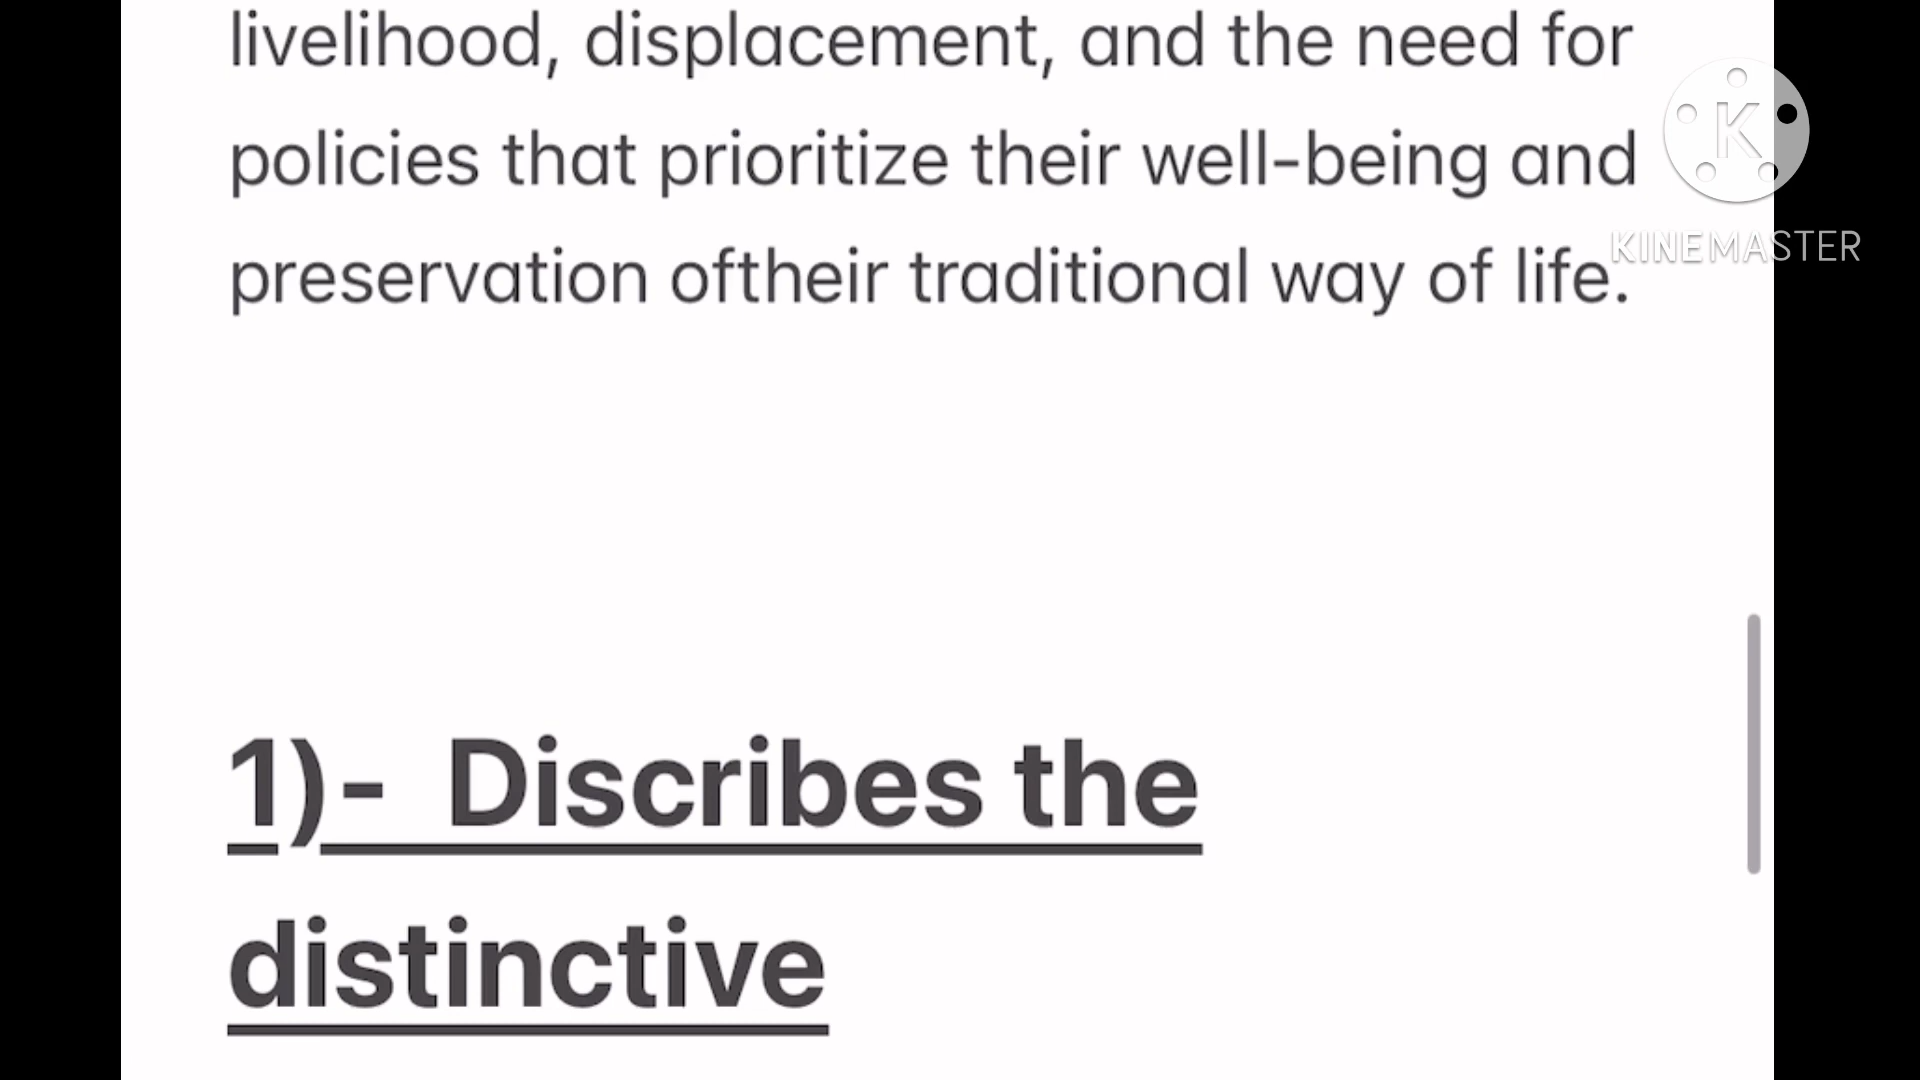 livelihood, displacement, and the need for
policies that prioritize their well-being and
preservation oftheir traditional way of life.
K
KINEMASTER
1)- Discribes the
distinctive